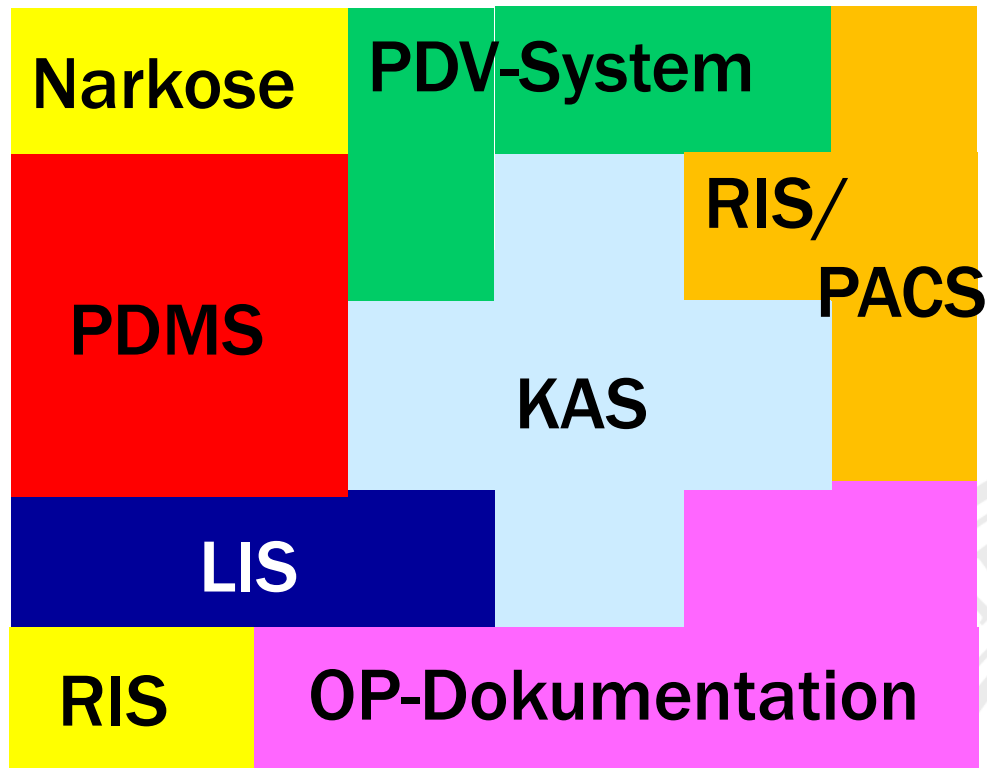 Narkose
PDV-System
RIS/
PACS
PDMS
KAS
LIS
RIS
OP-Dokumentation